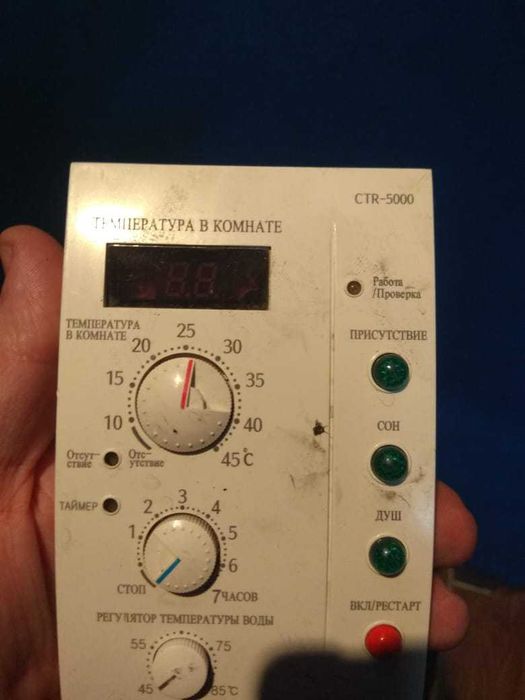 CTR-5000
ТЕМПЕРАТУРА В КОМНАТЕ
Работа
/Проверка
ТЕМПЕРАТУРА
В КОМНАТЕ
10
15
20
25
30
35
40
45°C
ПРИСУТСТВИЕ
СОН
Отсут-
ствие
Отс-
утствие
ТАЙМЕР
СТОП
1
2
3
4
5
6
7 ЧАСОВ
ДУШ
ВКЛ/РЕСТАРТ
РЕГУЛЯТОР ТЕМПЕРАТУРЫ ВОДЫ
45
55
75
85°C